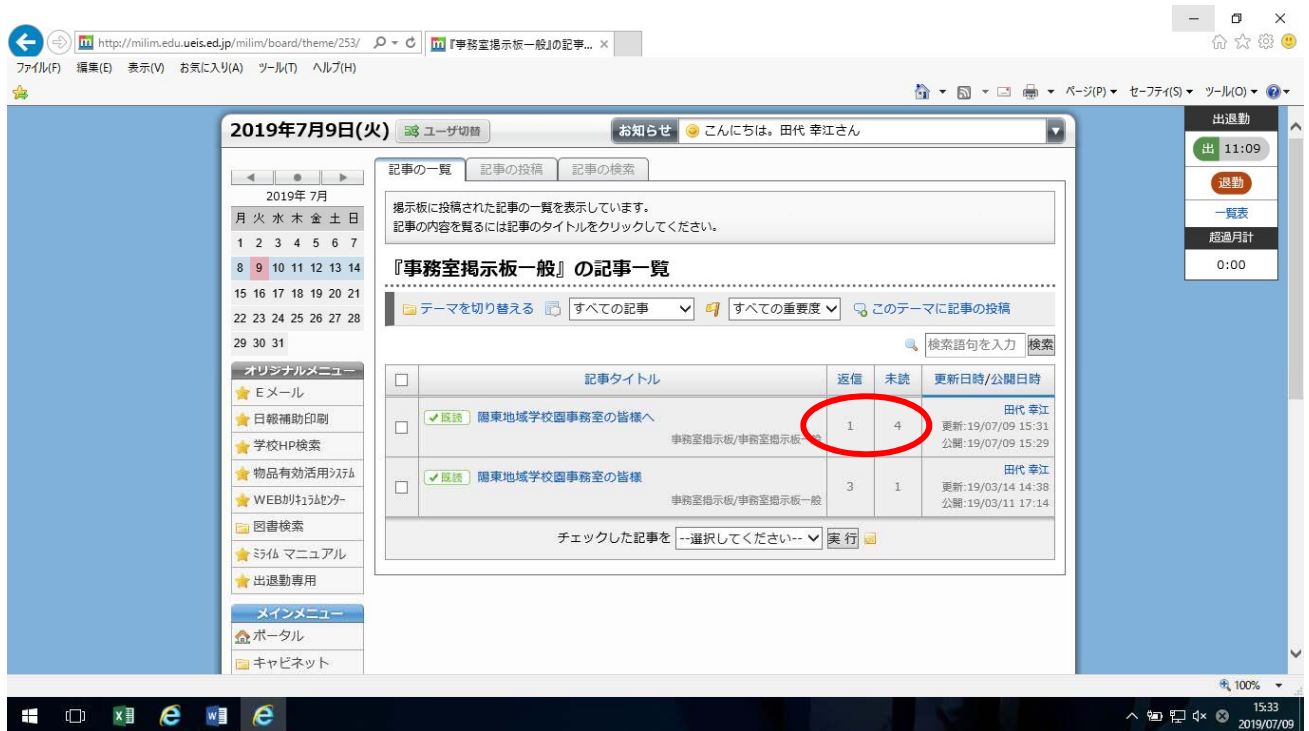 http://milim.edu.ueis.ed.jp/milim/board/theme/253/
『事務室掲示板一般』の記事...
ファイル(F) 編集(E) 表示(V) お気に入り(A) ツール(T) ヘルプ(H)
ページ(P) セーフティ(S) ツール(O)
2019年7月9日(火) ユーザ切替 お知らせ こんにちは。田代 幸江さん
出退勤
出 11:09
退勤
一覧表
超過月計
0:00
2019年 7月
月 火 水 木 金 土 日
1 2 3 4 5 6 7
8 9 10 11 12 13 14
15 16 17 18 19 20 21
22 23 24 25 26 27 28
29 30 31
オリジナルメニュー
Eメール
日報補助印刷
学校HP検索
物品有効活用ｼｽﾃﾑ
WEBｶﾘｷｭﾗﾑｾﾝﾀｰ
図書検索
ﾐﾗｲﾑ マニュアル
出退勤専用
メインメニュー
ポータル
キャビネット
記事の一覧 記事の投稿 記事の検索
掲示板に投稿された記事の一覧を表示しています。
記事の内容を覧るには記事のタイトルをクリックしてください。
『事務室掲示板一般』の記事一覧
テーマを切り替える すべての記事 すべての重要度 このテーマに記事の投稿
検索語句を入力 検索
記事タイトル 返信 未読 更新日時/公開日時
既読 陽東地域学校園事務室の皆様へ 1 4 田代 幸江
事務室掲示板/事務室掲示板一般 更新:19/07/09 15:31
公開:19/07/09 15:29
既読 陽東地域学校園事務室の皆様 3 1 田代 幸江
事務室掲示板/事務室掲示板一般 更新:19/03/14 14:38
公開:19/03/11 17:14
チェックした記事を --選択してください-- 実 行
100%
15:33
2019/07/09